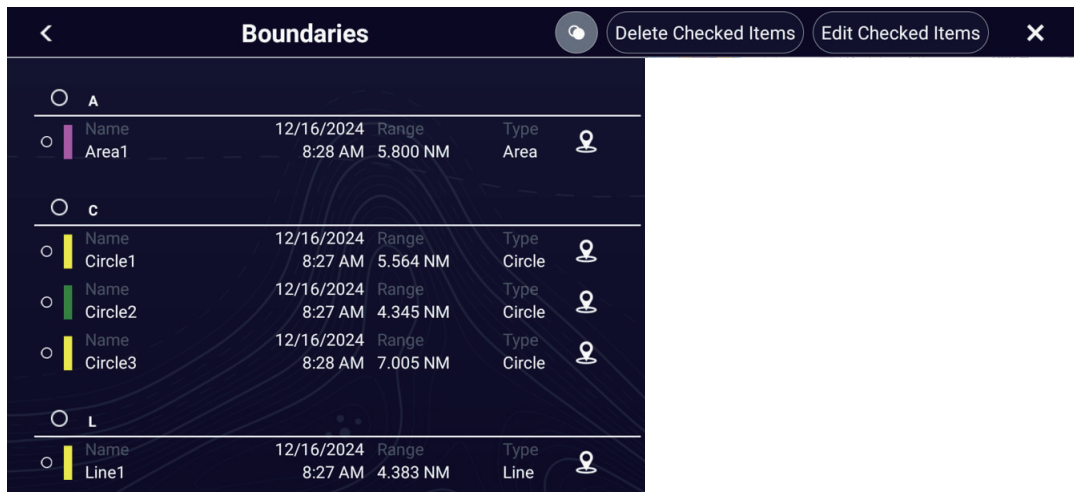 Boundaries
Delete Checked Items
Edit Checked Items
A
Name 12/16/2024 Range Type
Area1 8:28 AM 5.800 NM Area
C
Name 12/16/2024 Range Type
Circle1 8:27 AM 5.564 NM Circle
Name 12/16/2024 Range Type
Circle2 8:27 AM 4.345 NM Circle
Name 12/16/2024 Range Type
Circle3 8:28 AM 7.005 NM Circle
L
Name 12/16/2024 Range Type
Line1 8:27 AM 4.383 NM Line